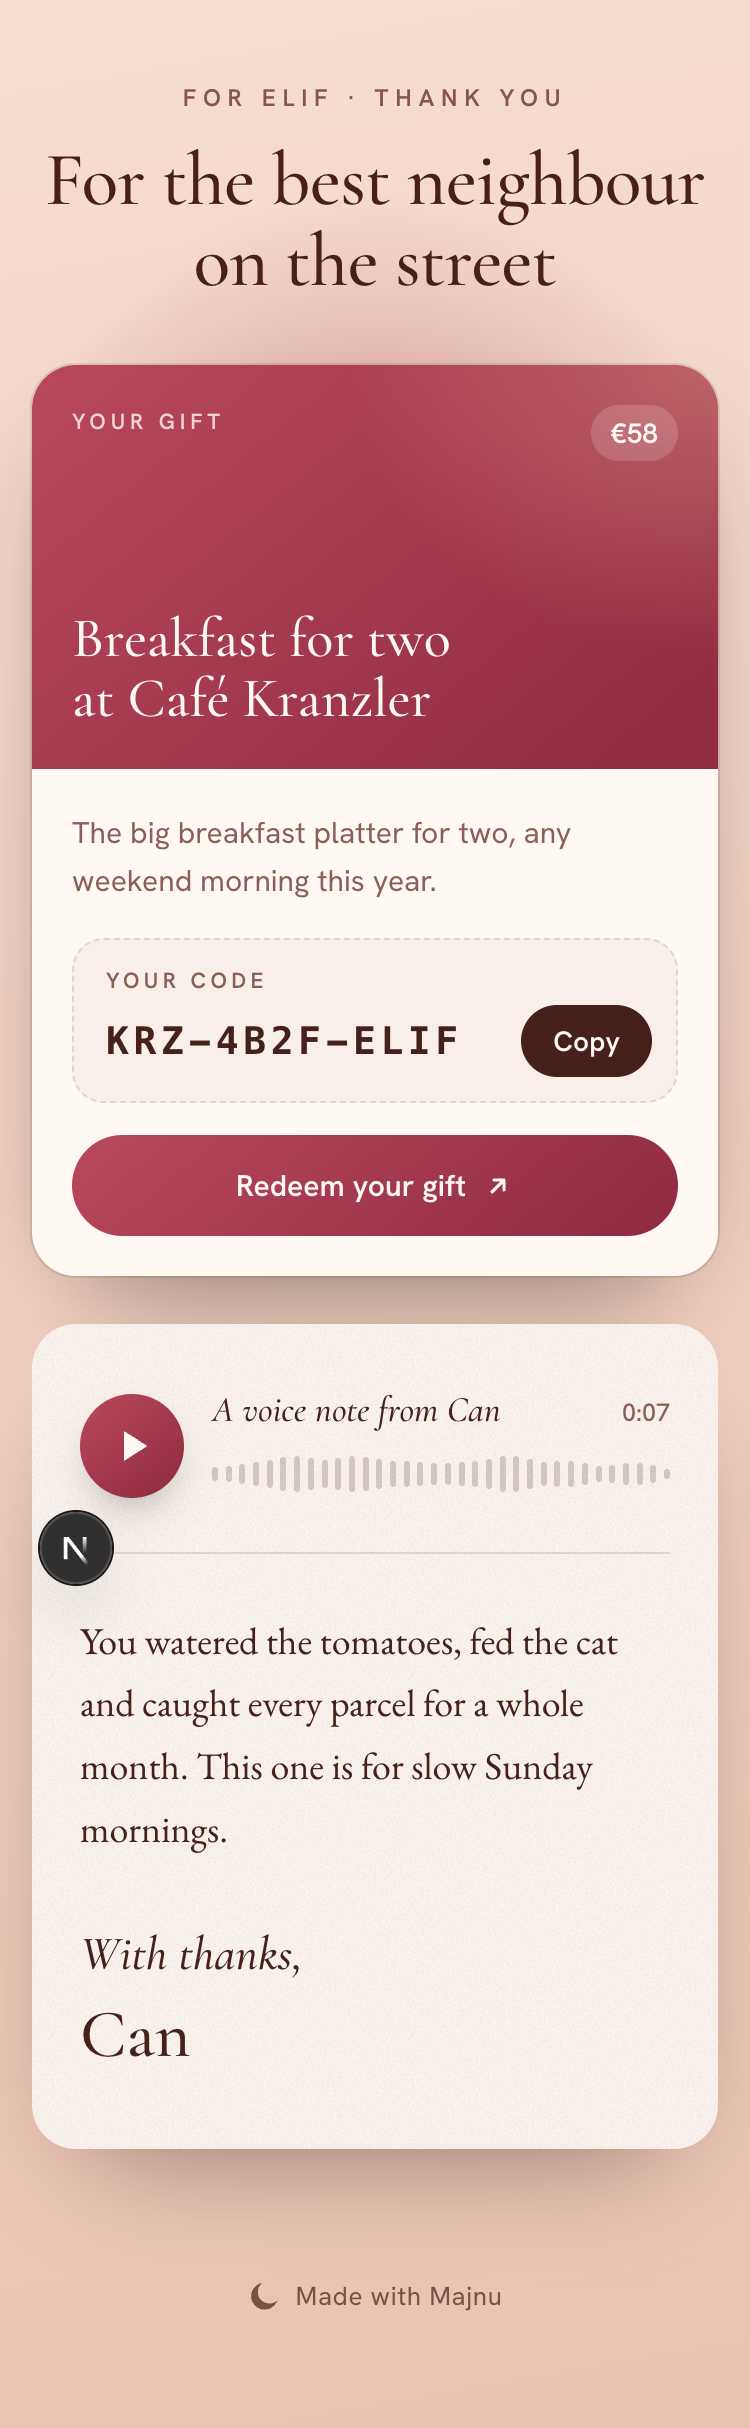 FOR ELIF · THANK YOU
For the best neighbour
on the street
YOUR GIFT
€58
Breakfast for two
at Café Kranzler
The big breakfast platter for two, any
weekend morning this year.
YOUR CODE
KRZ-4B2F-ELIF
Copy
Redeem your gift ↗
A voice note from Can
0:07
N
You watered the tomatoes, fed the cat
and caught every parcel for a whole
month. This one is for slow Sunday
mornings.
With thanks,
Can
Made with Majnu